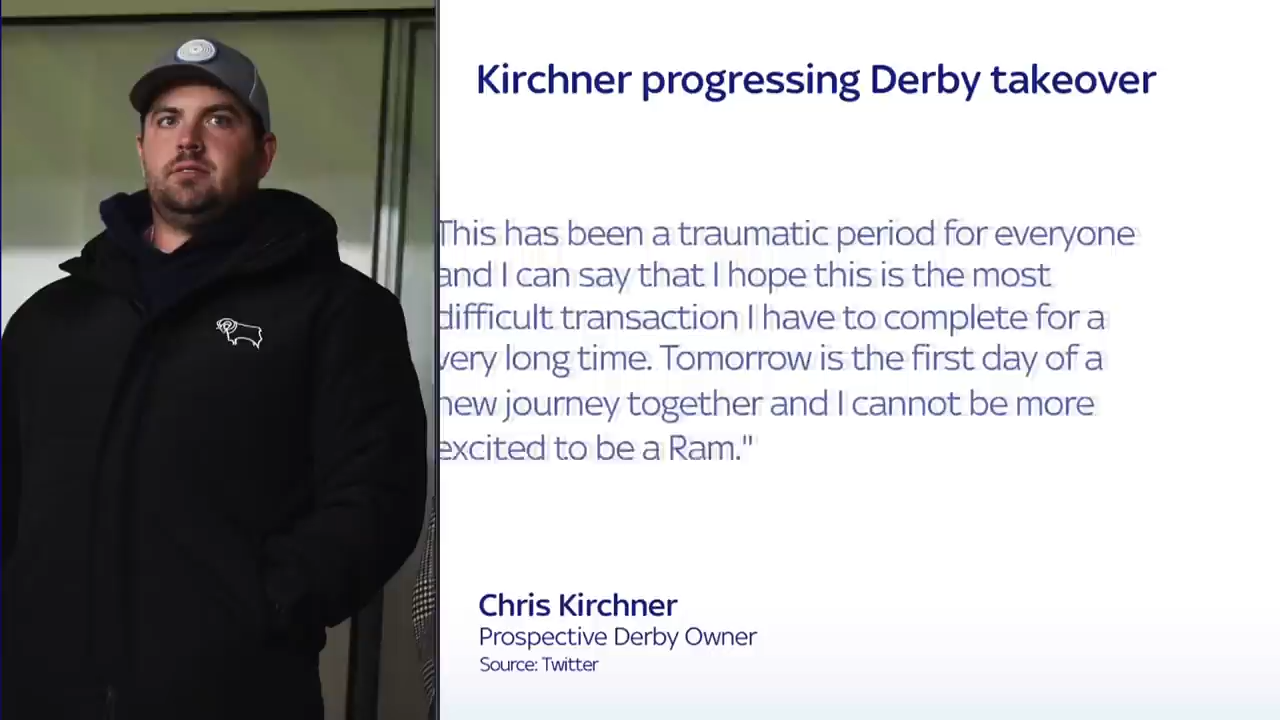 Kirchner progressing Derby takeover
This has been a traumatic period for everyone
and I can say that I hope this is the most
difficult transaction I have to complete for a
very long time. Tomorrow is the first day of a
new journey together and I cannot be more
excited to be a Ram."
Chris Kirchner
Prospective Derby Owner
Source: Twitter